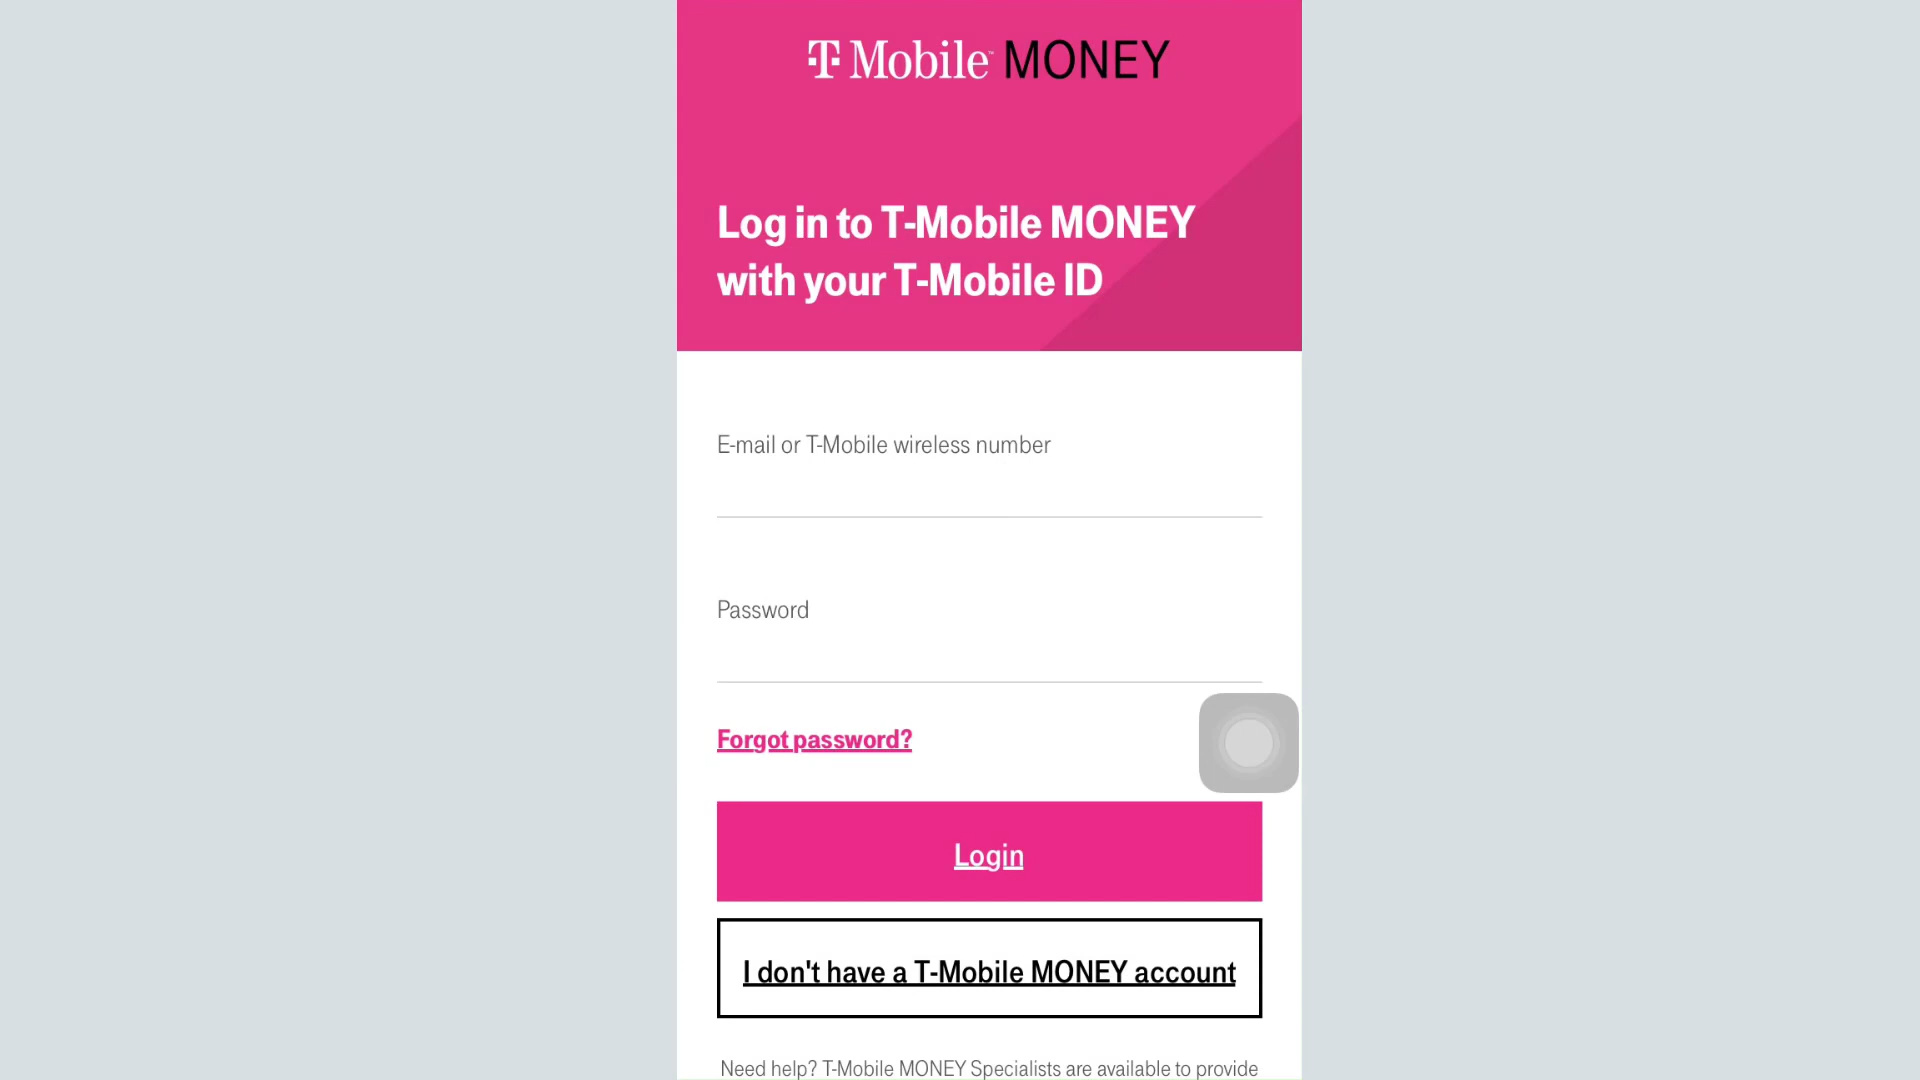 T Mobile™ MONEY
Log in to T-Mobile MONEY
with your T-Mobile ID
E-mail or T-Mobile wireless number
Password
Forgot password?
Login
I don't have a T-Mobile MONEY account
Need help? T-Mobile MONEY Specialists are available to provide